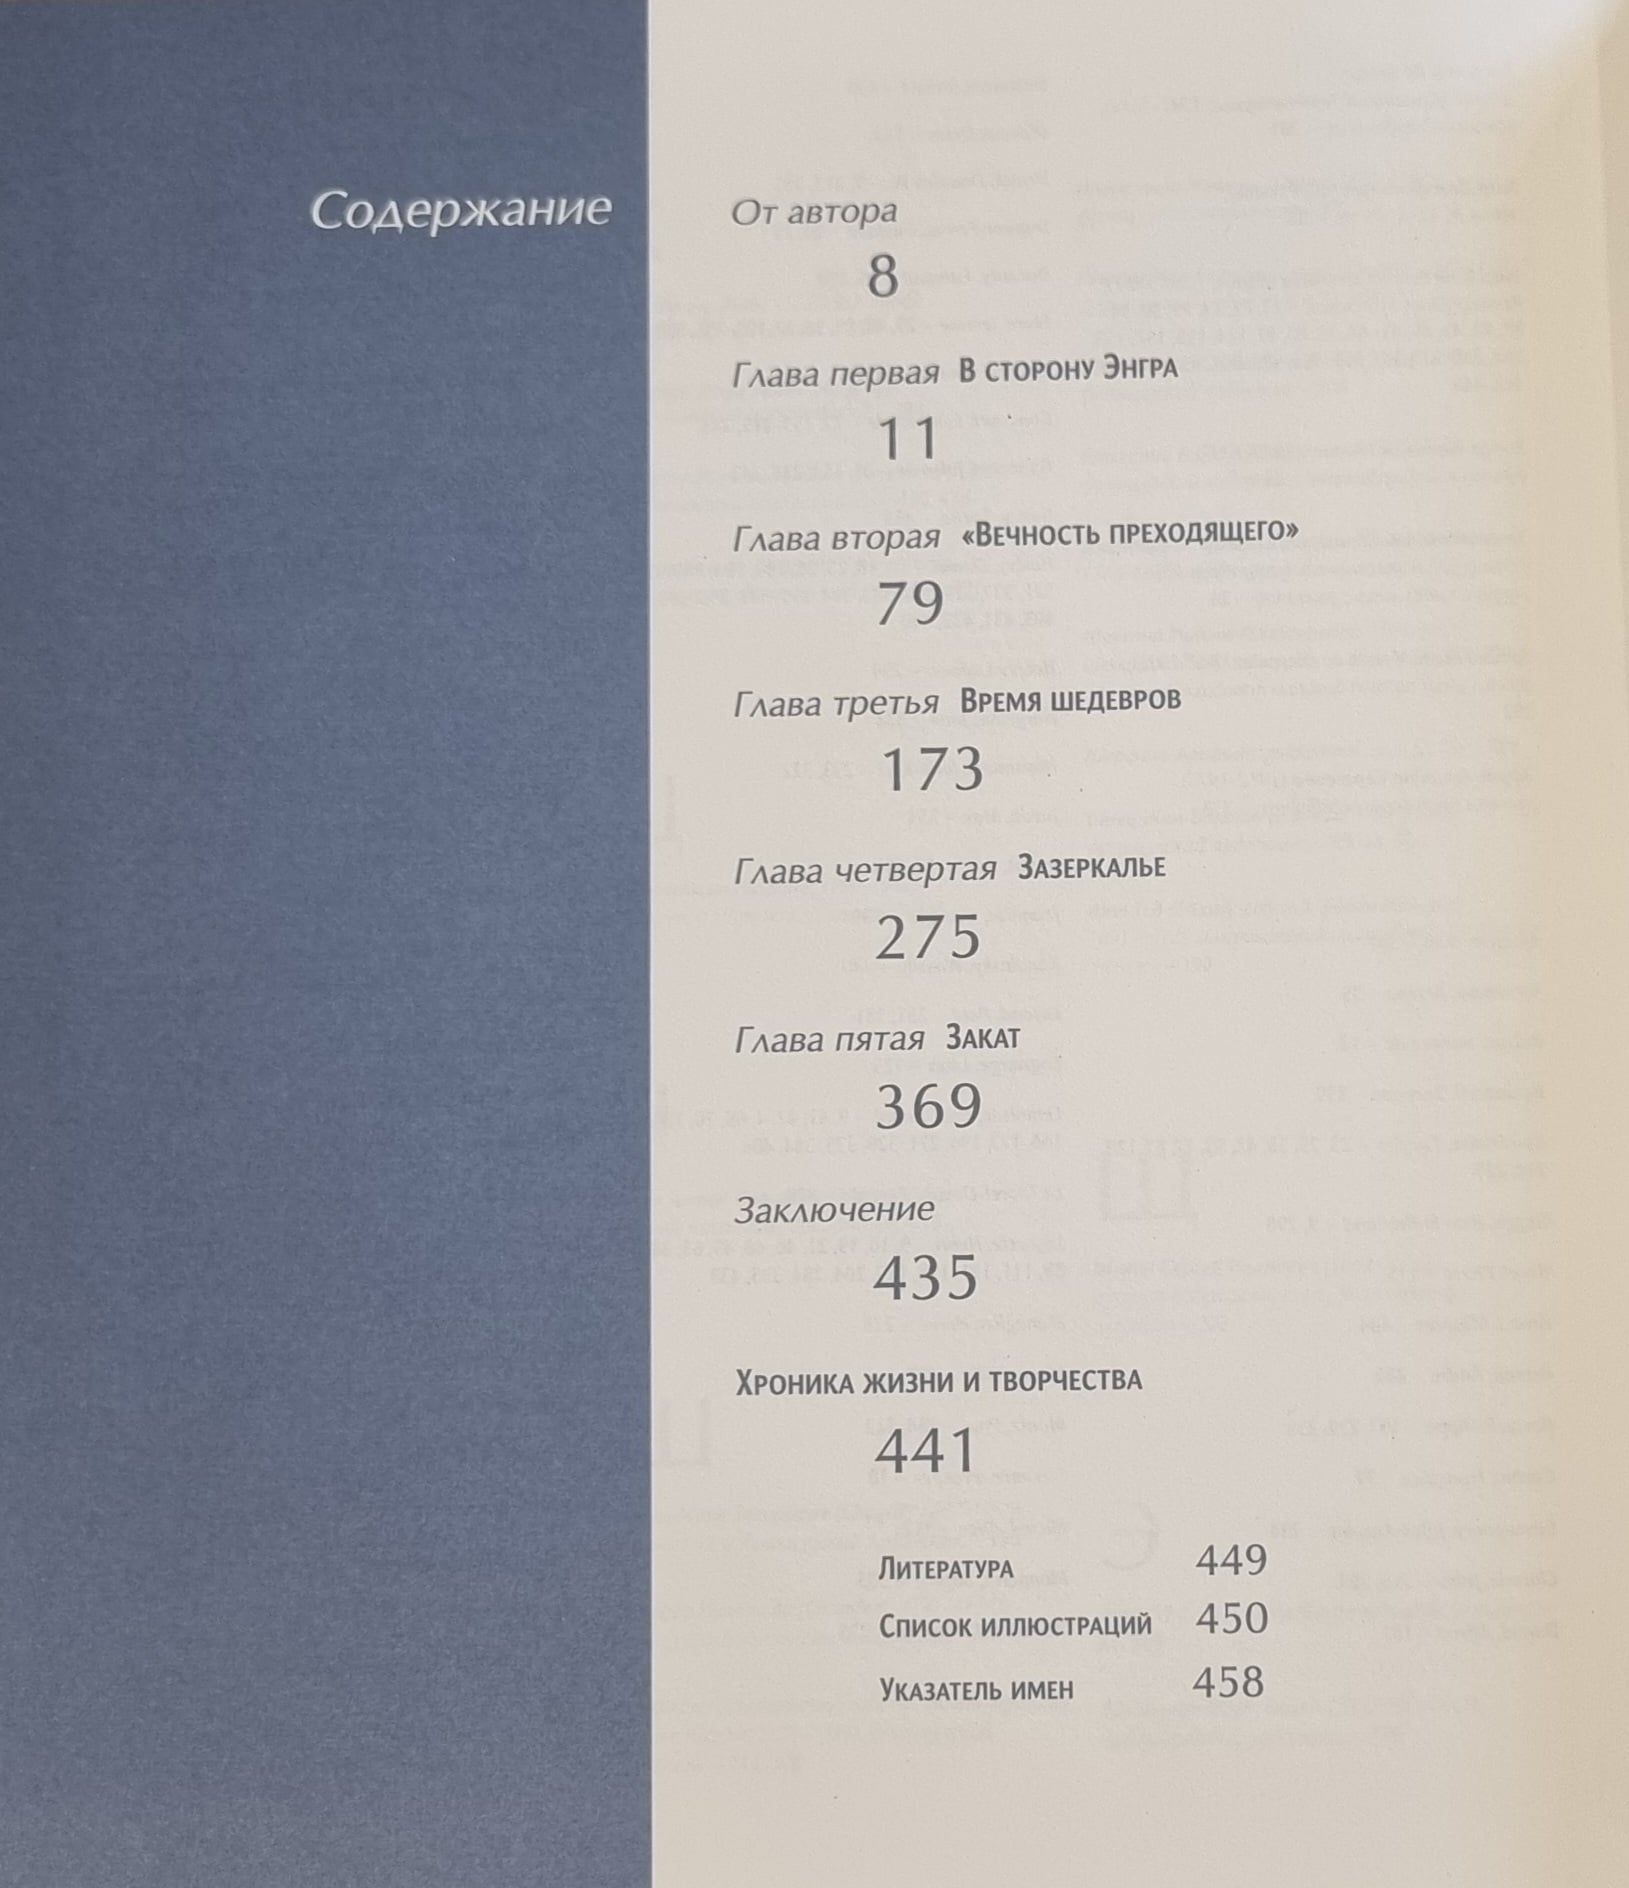 Содержание
От автора
8
Глава первая В сторону Энгра
11
Глава вторая «Вечность преходящего»
79
Глава третья Время шедевров
173
Глава четвертая Зазеркалье
275
Глава пятая Закат
369
Заключение
435
Хроника жизни и творчества
441
Литература 449
Список иллюстраций 450
Указатель имен 458